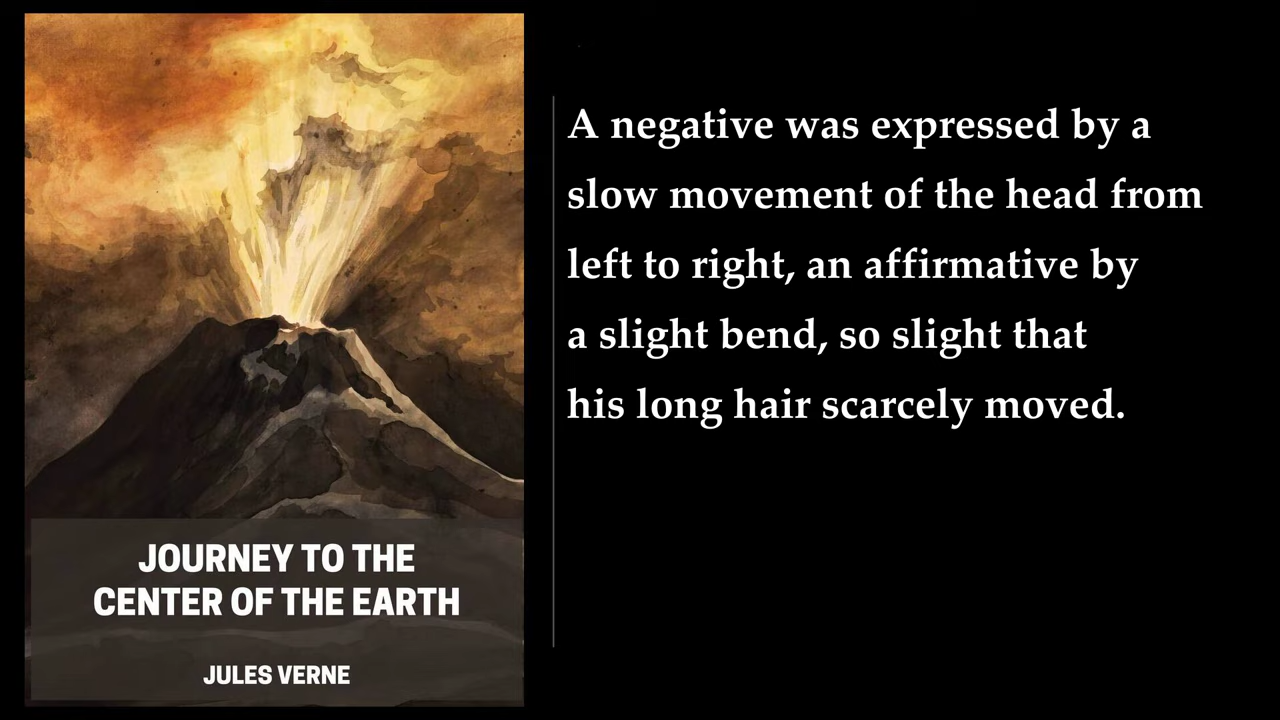 JOURNEY TO THE
CENTER OF THE EARTH
JULES VERNE
A negative was expressed by a
slow movement of the head from
left to right, an affirmative by
a slight bend, so slight that
his long hair scarcely moved.